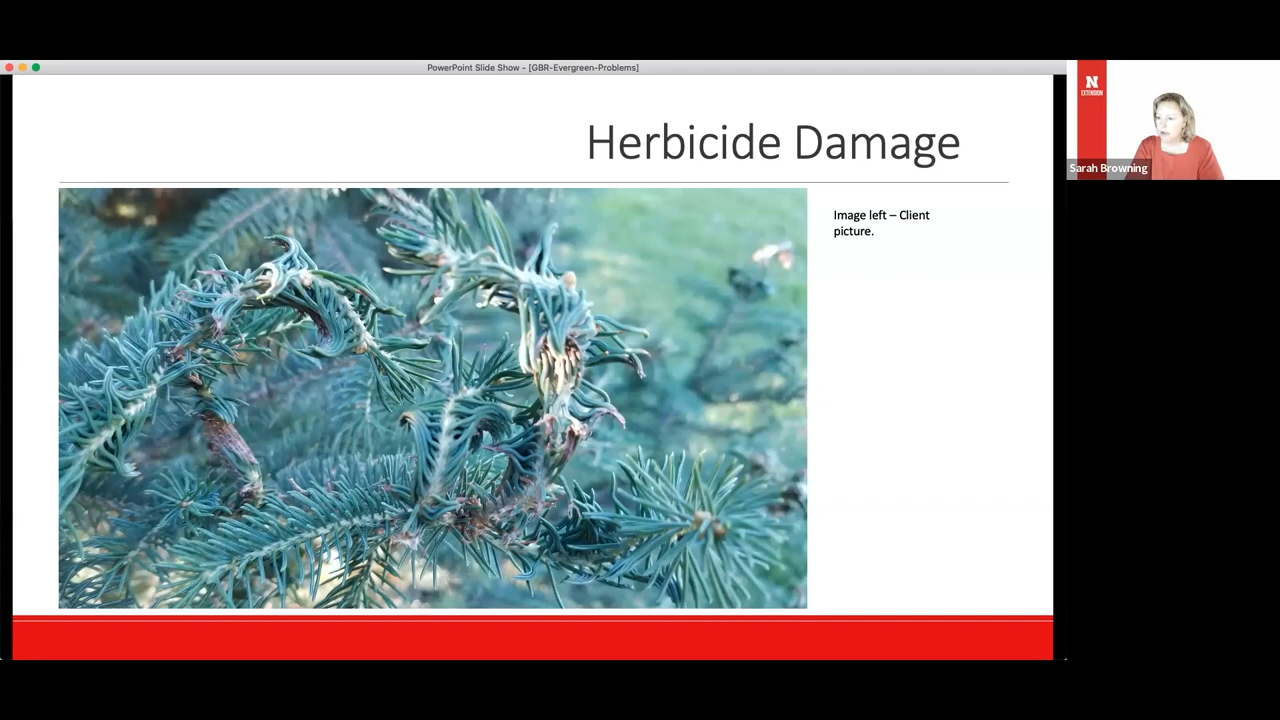 PowerPoint Slide Show - [GBR-Evergreen-Problems]
N
EXTENSION
Sarah Browning
Herbicide Damage
Image left – Client
picture.